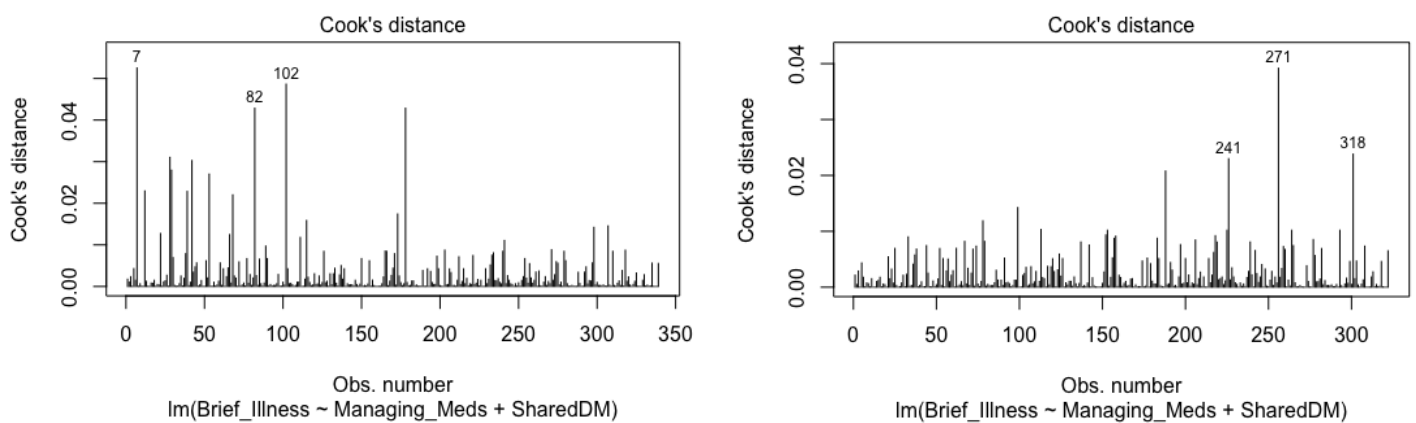 Cook's distance
7
102
82
Cook's distance
0.04
0.02
0.00
0 50 100 150 200 250 300 350
Obs. number
lm(Brief_Illness ~ Managing_Meds + SharedDM)
Cook's distance
271
241
318
Cook's distance
0.04
0.02
0.00
0 50 100 150 200 250 300
Obs. number
lm(Brief_Illness ~ Managing_Meds + SharedDM)